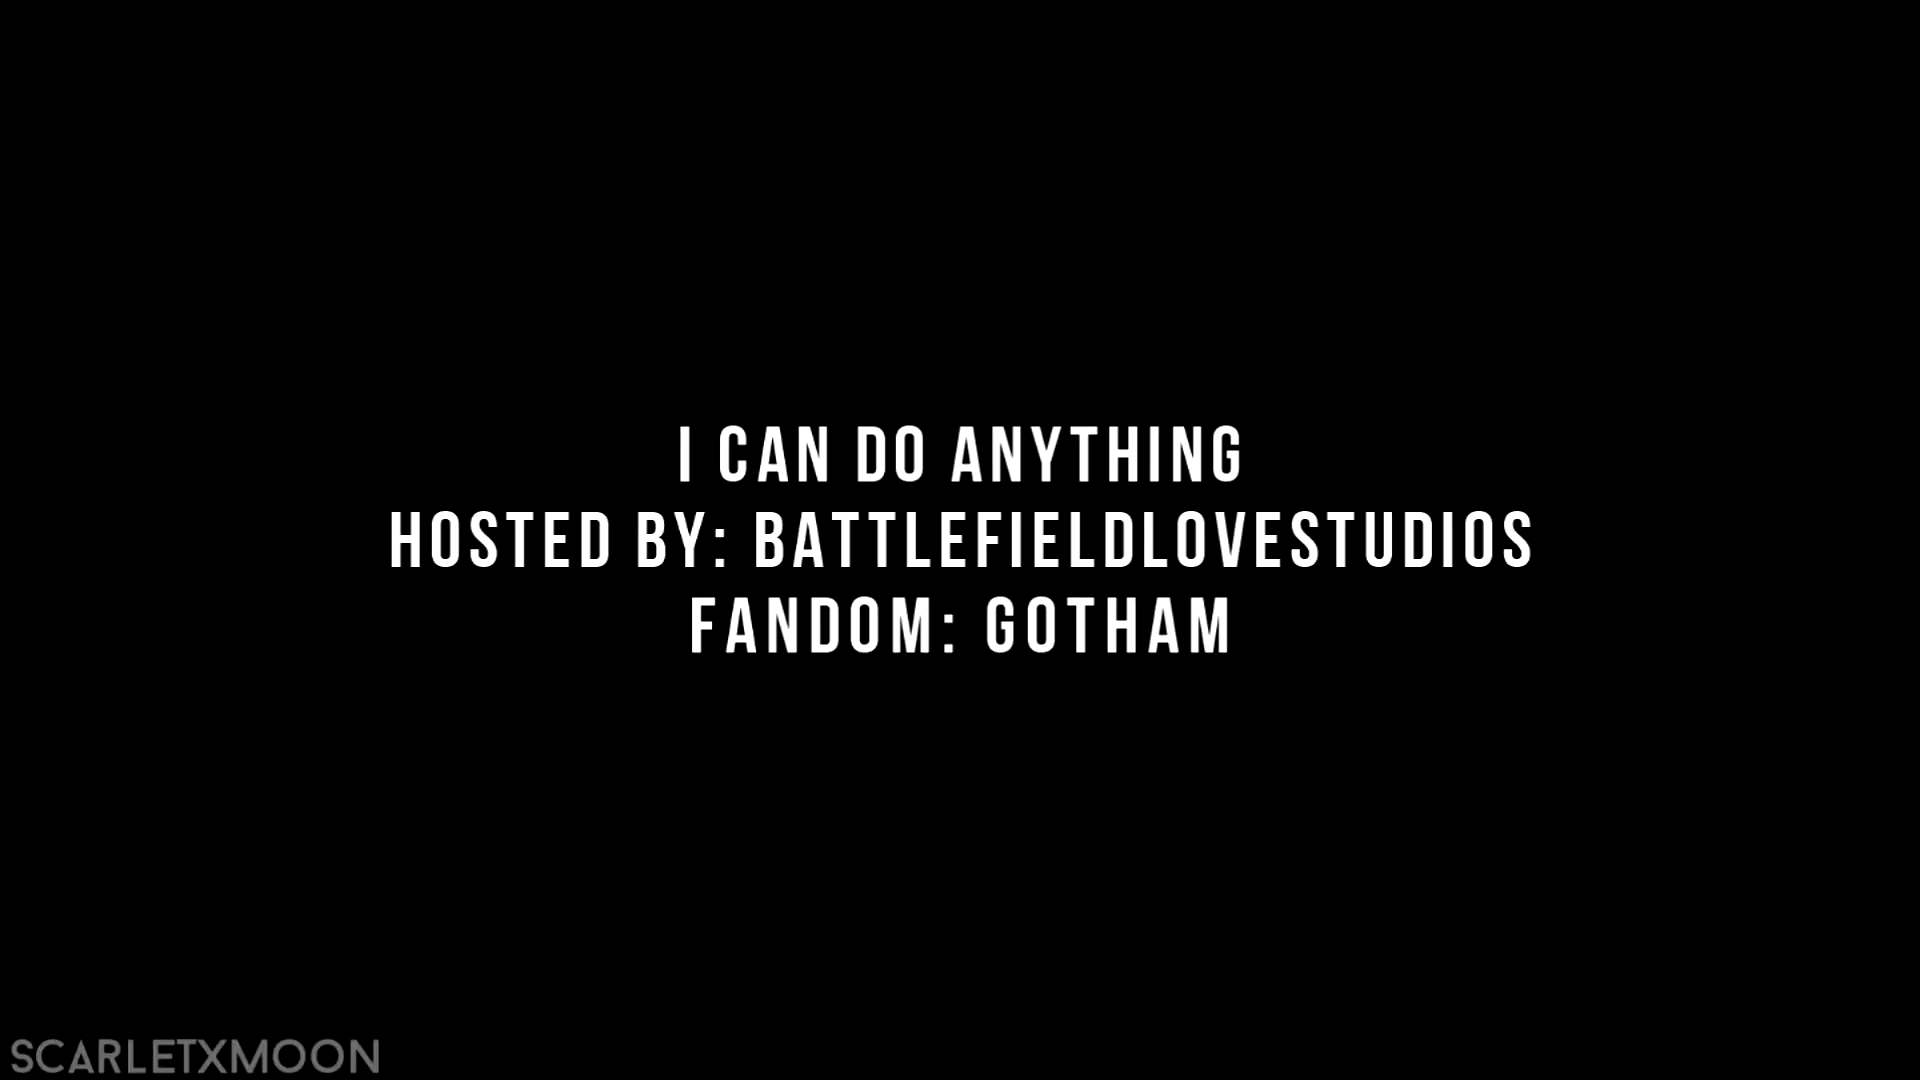 I CAN DO ANYTHING
HOSTED BY: BATTLEFIELDLOVESTUDIOS
FANDOM: GOTHAM
SCARLETXMOON